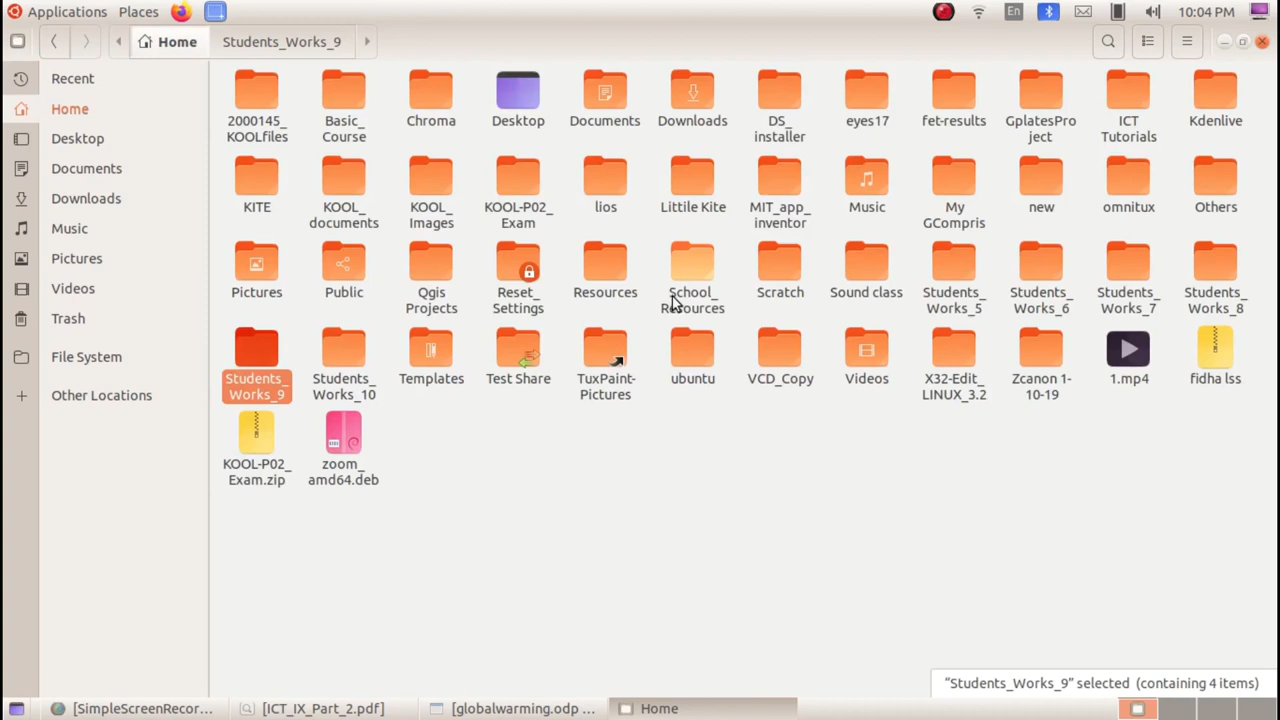 Applications Places En 10:04 PM
Home Students_Works_9
Recent
Home
Desktop
Documents
Downloads
Music
Pictures
Videos
Trash
File System
Other Locations
2000145_
KOOLfiles
Basic_
Course
Chroma
Desktop
Documents
Downloads
DS_
installer
eyes17
fet-results
GplatesPro
ject
ICT
Tutorials
Kdenlive
KITE
KOOL_
documents
KOOL_
Images
KOOL-P02_
Exam
lios
Littile Kite
MIT_app_
inventor
Music
My
GCompris
new
omnitux
Others
Pictures
Public
Qgis
Projects
Reset_
Settings
Resources
School_
Resources
Scratch
Sound class
Students_
Works_5
Students_
Works_6
Students_
Works_7
Students_
Works_8
Students_
Works_9
Students_
Works_10
Templates
Test Share
TuxPaint-
Pictures
ubuntu
VCD_Copy
Videos
X32-Edit_
LINUX_3.2
Zcanon 1-
10-19
1.mp4
fidha lss
KOOL-P02_
Exam.zip
zoom_
amd64.deb
“Students_Works_9” selected (containing 4 items)
[SimpleScreenRecor... [ICT_IX_Part_2.pdf] [globalwarming.odp ... Home